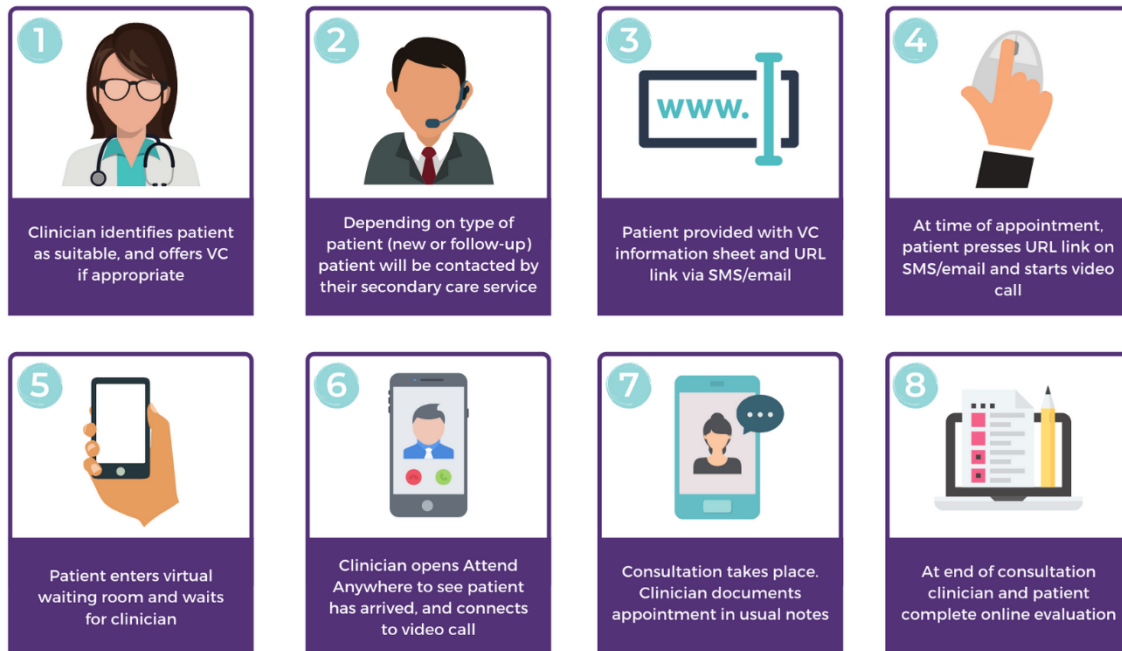 1
Clinician identifies patient
as suitable, and offers VC
if appropriate
2
Depending on type of
patient (new or follow-up)
patient will be contacted by
their secondary care service
3
www.
Patient provided with VC
information sheet and URL
link via SMS/email
4
At time of appointment,
patient presses URL link on
SMS/email and starts video
call
5
Patient enters virtual
waiting room and waits
for clinician
6
Clinician opens Attend
Anywhere to see patient
has arrived, and connects
to video call
7
Consultation takes place.
Clinician documents
appointment in usual notes
8
At end of consultation
clinician and patient
complete online evaluation